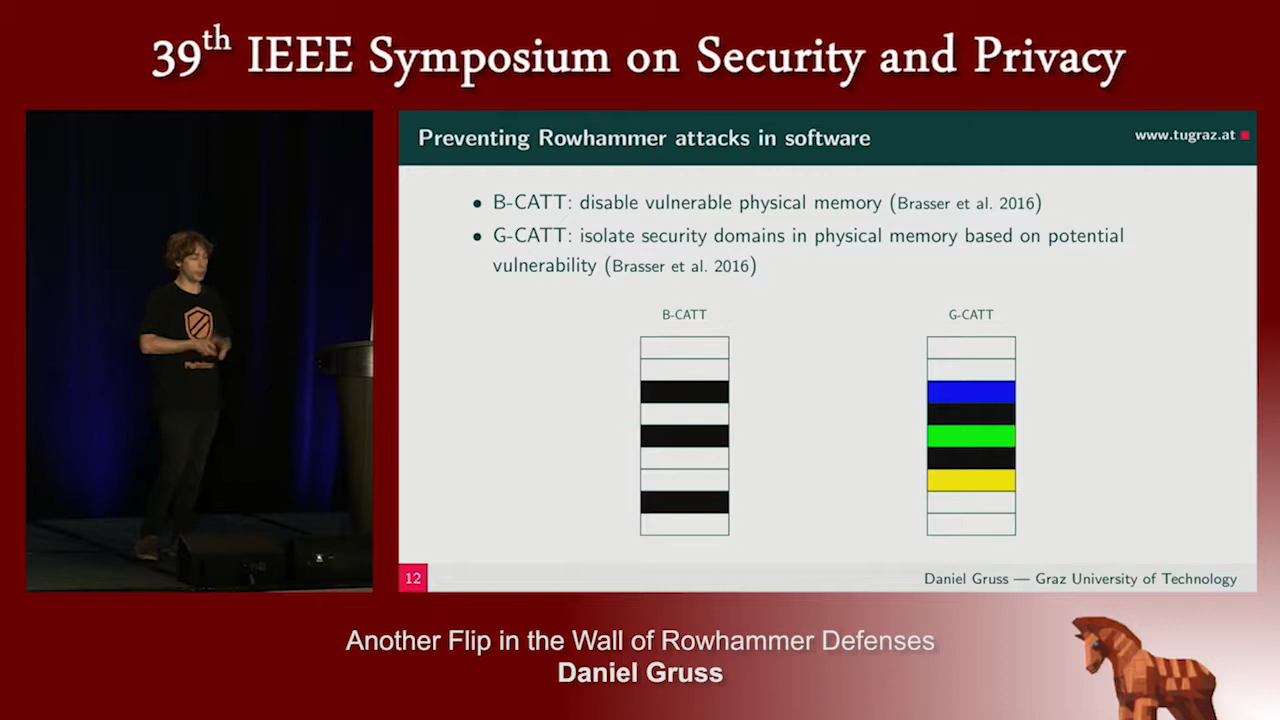 39th IEEE Symposium on Security and Privacy
Preventing Rowhammer attacks in software
www.tugraz.at
• B-CATT: disable vulnerable physical memory (Brasser et al. 2016)
• G-CATT: isolate security domains in physical memory based on potential
vulnerability (Brasser et al. 2016)
B-CATT
G-CATT
12
Daniel Gruss — Graz University of Technology
Another Flip in the Wall of Rowhammer Defenses
Daniel Gruss